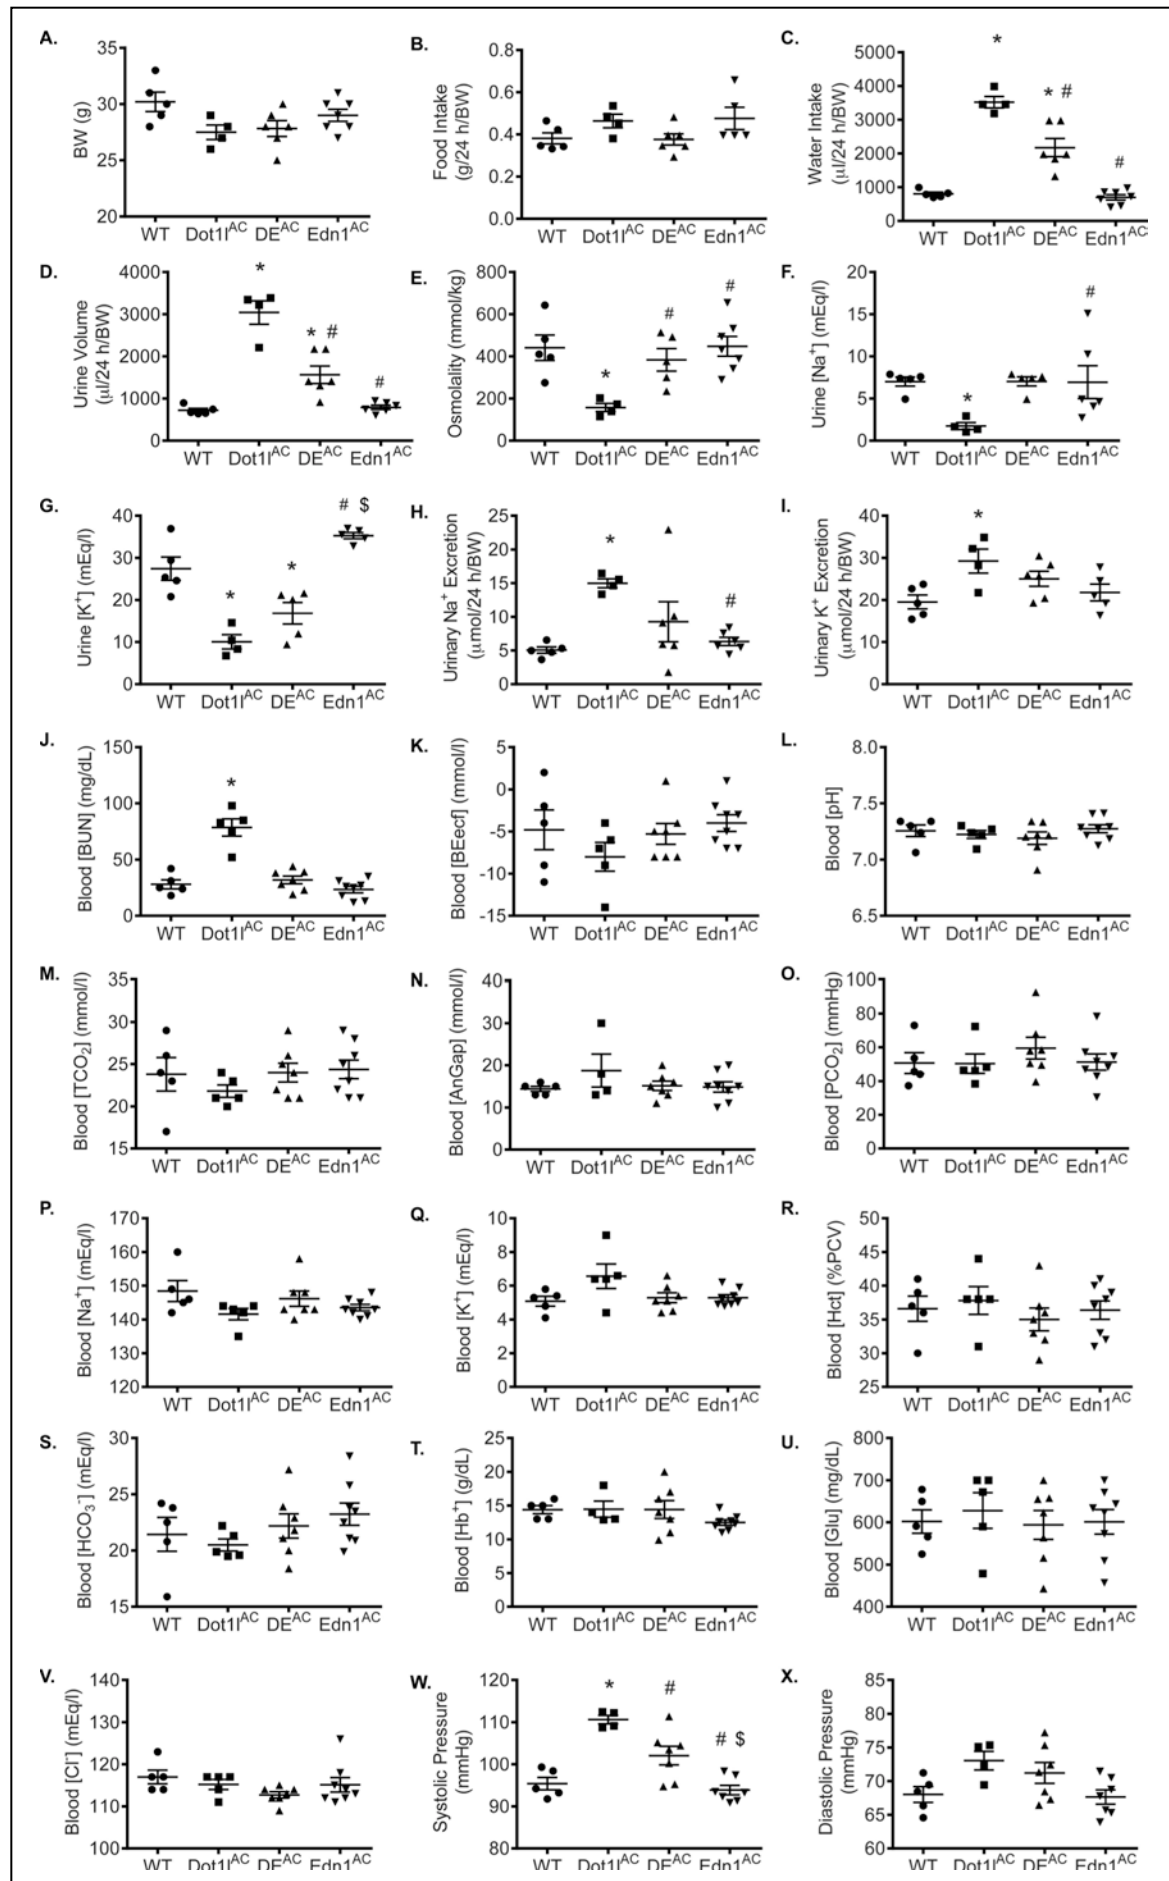 A.
BW (g)
35
30
25
20
WT Dot1l^AC DE^AC Edn1^AC
B.
Food Intake
(g/24 h/BW)
0.8
0.6
0.4
0.2
0.0
WT Dot1l^AC DE^AC Edn1^AC
C.
Water Intake
(μl/24 h/BW)
5000
4000
3000
2000
1000
0
*
* #
#
WT Dot1l^AC DE^AC Edn1^AC
D.
Urine Volume
(μl/24 h/BW)
4000
3000
2000
1000
0
*
* #
#
WT Dot1l^AC DE^AC Edn1^AC
E.
Osmolality (mmol/kg)
800
600
400
200
0
*
#
#
WT Dot1l^AC DE^AC Edn1^AC
F.
Urine [Na⁺] (mEq/l)
20
15
10
5
0
*
#
WT Dot1l^AC DE^AC Edn1^AC
G.
Urine [K⁺] (mEq/l)
40
30
20
10
0
*
*
# $
WT Dot1l^AC DE^AC Edn1^AC
H.
Urinary Na⁺ Excretion
(μmol/24 h/BW)
25
20
15
10
5
0
*
#
WT Dot1l^AC DE^AC Edn1^AC
I.
Urinary K⁺ Excretion
(μmol/24 h/BW)
40
30
20
10
0
*
WT Dot1l^AC DE^AC Edn1^AC
J.
Blood [BUN] (mg/dL)
150
100
50
0
*
WT Dot1l^AC DE^AC Edn1^AC
K.
Blood [BEecf] (mmol/l)
5
0
-5
-10
-15
WT Dot1l^AC DE^AC Edn1^AC
L.
Blood [pH]
8.0
7.5
7.0
6.5
WT Dot1l^AC DE^AC Edn1^AC
M.
Blood [TCO₂] (mmol/l)
35
30
25
20
15
WT Dot1l^AC DE^AC Edn1^AC
N.
Blood [AnGap] (mmol/l)
40
30
20
10
0
WT Dot1l^AC DE^AC Edn1^AC
O.
Blood [PCO₂] (mmHg)
100
80
60
40
20
0
WT Dot1l^AC DE^AC Edn1^AC
P.
Blood [Na⁺] (mEq/l)
170
160
150
140
130
120
WT Dot1l^AC DE^AC Edn1^AC
Q.
Blood [K⁺] (mEq/l)
10
8
6
4
2
0
WT Dot1l^AC DE^AC Edn1^AC
R.
Blood [Hct] (%PCV)
50
45
40
35
30
25
WT Dot1l^AC DE^AC Edn1^AC
S.
Blood [HCO₃⁻] (mEq/l)
30
25
20
15
WT Dot1l^AC DE^AC Edn1^AC
T.
Blood [Hb⁺] (g/dL)
25
20
15
10
5
0
WT Dot1l^AC DE^AC Edn1^AC
U.
Blood [Glu] (mg/dL)
800
700
600
500
400
WT Dot1l^AC DE^AC Edn1^AC
V.
Blood [Cl⁻] (mEq/l)
140
130
120
110
100
WT Dot1l^AC DE^AC Edn1^AC
W.
Systolic Pressure
(mmHg)
120
110
100
90
80
*
#
# $
WT Dot1l^AC DE^AC Edn1^AC
X.
Diastolic Pressure
(mmHg)
85
80
75
70
65
60
WT Dot1l^AC DE^AC Edn1^AC